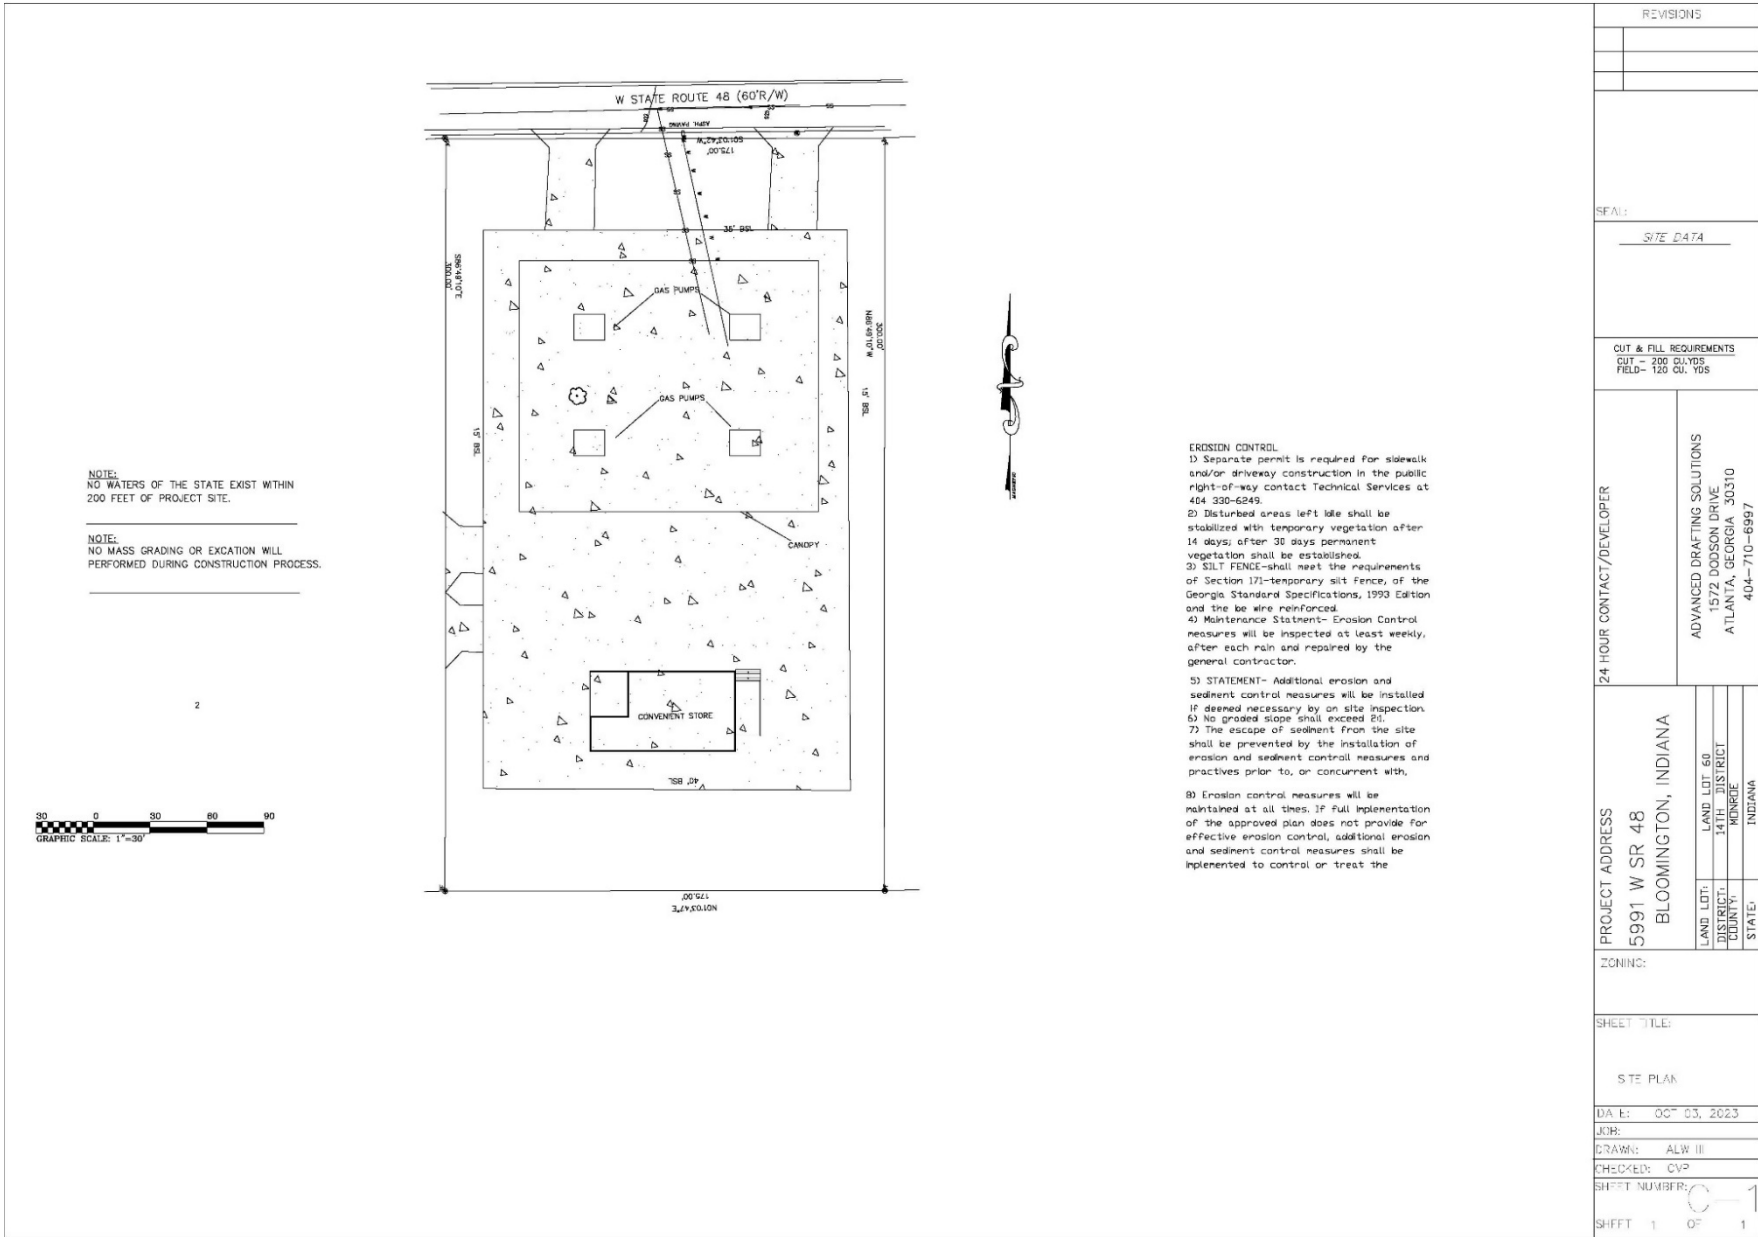 W STATE ROUTE 48 (60'R/W)
SS
SS
ASPH. PAVING
S01°03'42"W
175.00'
35' BSL
S86°49'10"E
300.00'
300.00'
N86°49'10"W
GAS PUMPS
GAS PUMPS
15' BSL
15' BSL
CANOPY
CONVENIENT STORE
40' BSL
175.00'
N01°03'47"E
MAGNETIC
NOTE:
NO WATERS OF THE STATE EXIST WITHIN
200 FEET OF PROJECT SITE.
NOTE:
NO MASS GRADING OR EXCATION WILL
PERFORMED DURING CONSTRUCTION PROCESS.
2
30 0 30 60 90
GRAPHIC SCALE: 1"=30'
EROSION CONTROL
1) Separate permit is required for sidewalk
and/or driveway construction in the public
right-of-way contact Technical Services at
404 330-6249.
2) Disturbed areas left idle shall be
stabilized with temporary vegetation after
14 days; after 30 days permanent
vegetation shall be established.
3) SILT FENCE-shall meet the requirements
of Section 171-temporary silt fence, of the
Georgia Standard Specifications, 1993 Edition
and the be wire reinforced.
4) Maintenance Statment- Erosion Control
measures will be inspected at least weekly,
after each rain and repaired by the
general contractor.
5) STATEMENT- Additional erosion and
sediment control measures will be installed
if deemed necessary by on site inspection.
6) No graded slope shall exceed 2:1.
7) The escape of sediment from the site
shall be prevented by the installation of
erosion and sediment controll measures and
practives prior to, or concurrent with,
8) Erosion control measures will be
maintained at all times. If full implementation
of the approved plan does not provide for
effective erosion control, additional erosion
and sediment control measures shall be
implemented to control or treat the
REVISIONS
SEAL:
SITE DATA
CUT & FILL REQUIREMENTS
CUT - 200 CU.YDS
FIELD- 120 CU. YDS
24 HOUR CONTACT/DEVELOPER
ADVANCED DRAFTING SOLUTIONS
1572 DODSON DRIVE
ATLANTA, GEORGIA 30310
404-710-6997
PROJECT ADDRESS
5991 W SR 48
BLOOMINGTON, INDIANA
LAND LOT: LAND LOT 60
DISTRICT: 14TH DISTRICT
COUNTY: MONROE
STATE: INDIANA
ZONING:
SHEET TITLE:
SITE PLAN
DATE: OCT 03, 2023
JOB:
DRAWN: ALW III
CHECKED: CVP
SHEET NUMBER: C-1
SHEET 1 OF 1